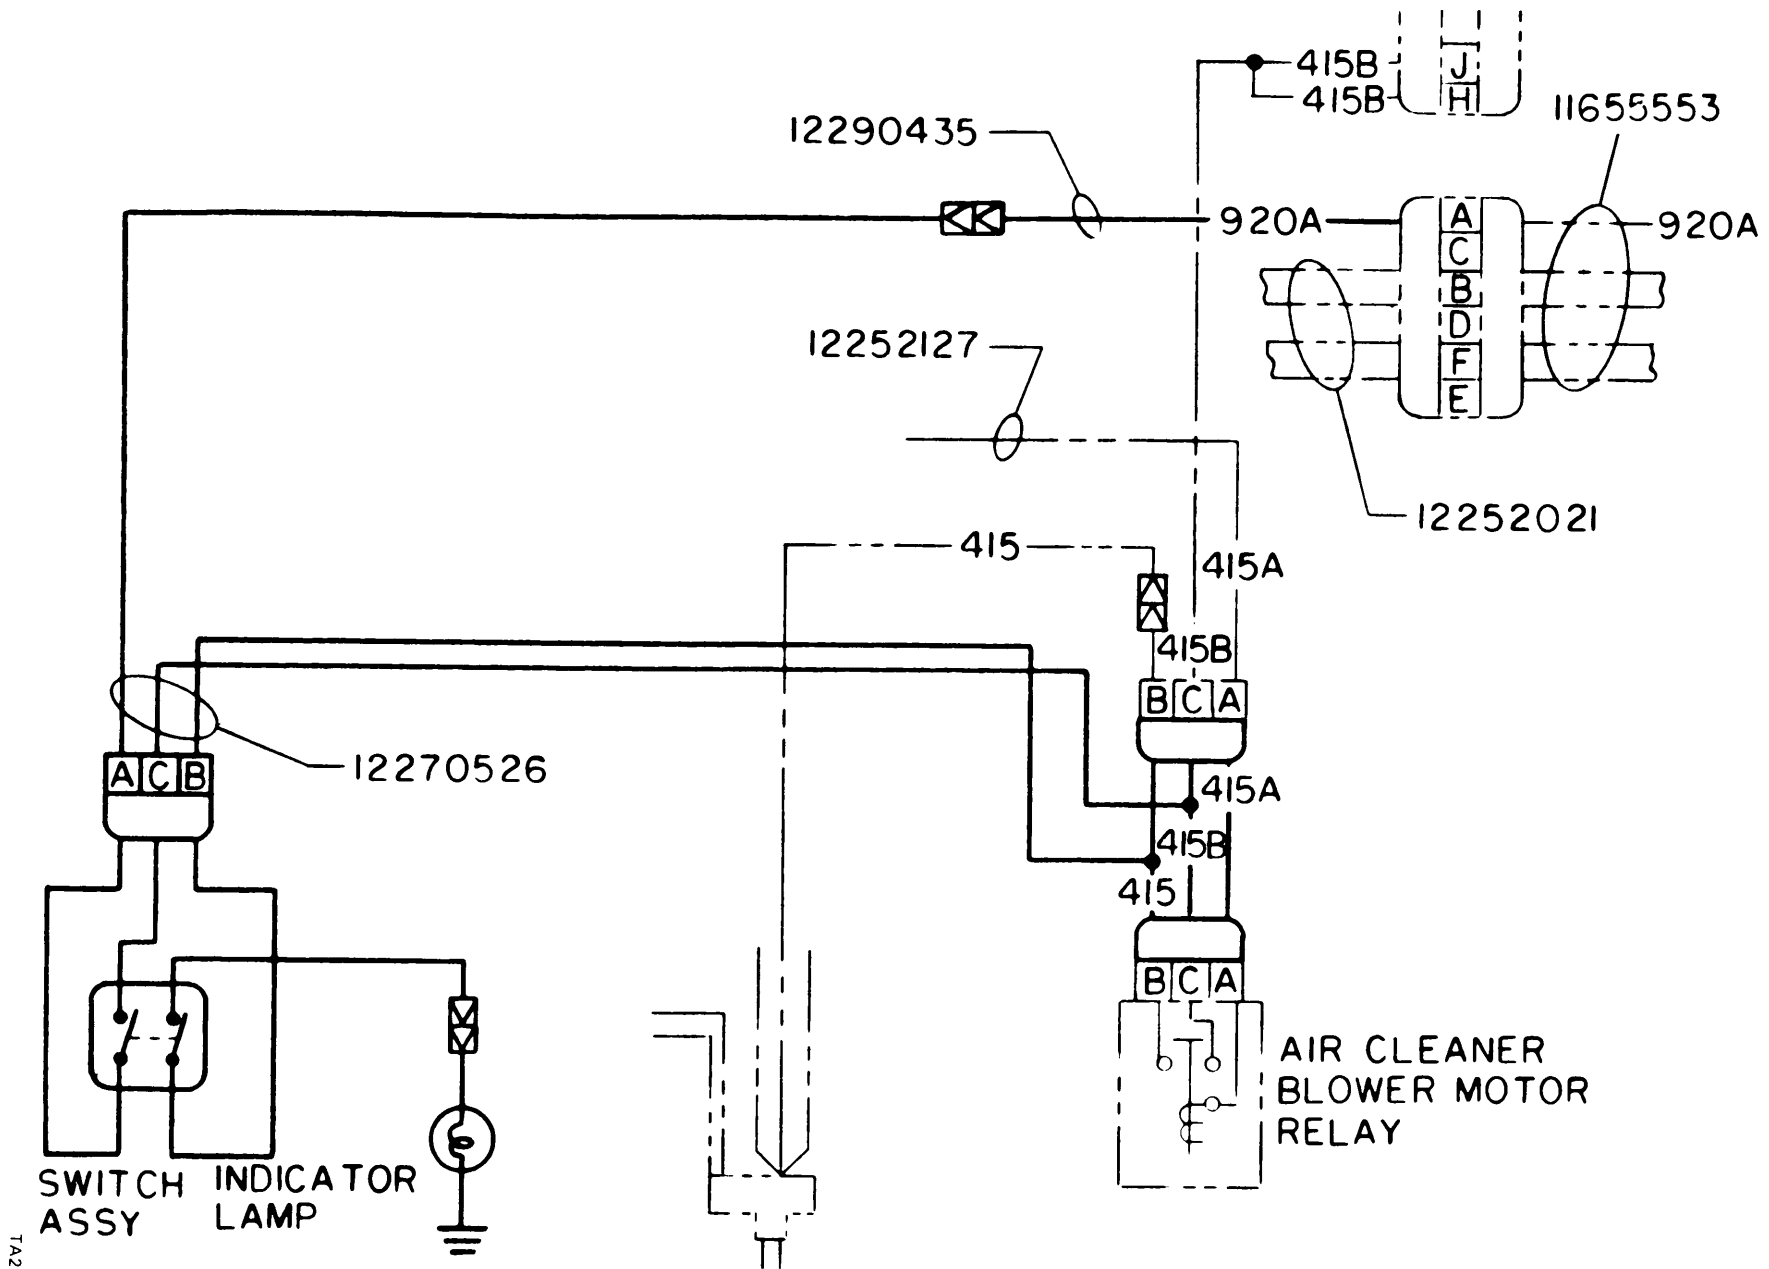 415B
J
415B
H
11655553
12290435
920A
A
920A
C
B
D
F
E
12252127
12252021
415
415A
415B
B C A
12270526
A C B
415A
415B
415
B C A
AIR CLEANER
BLOWER MOTOR
RELAY
SWITCH
ASSY
INDICATOR
LAMP
TA2